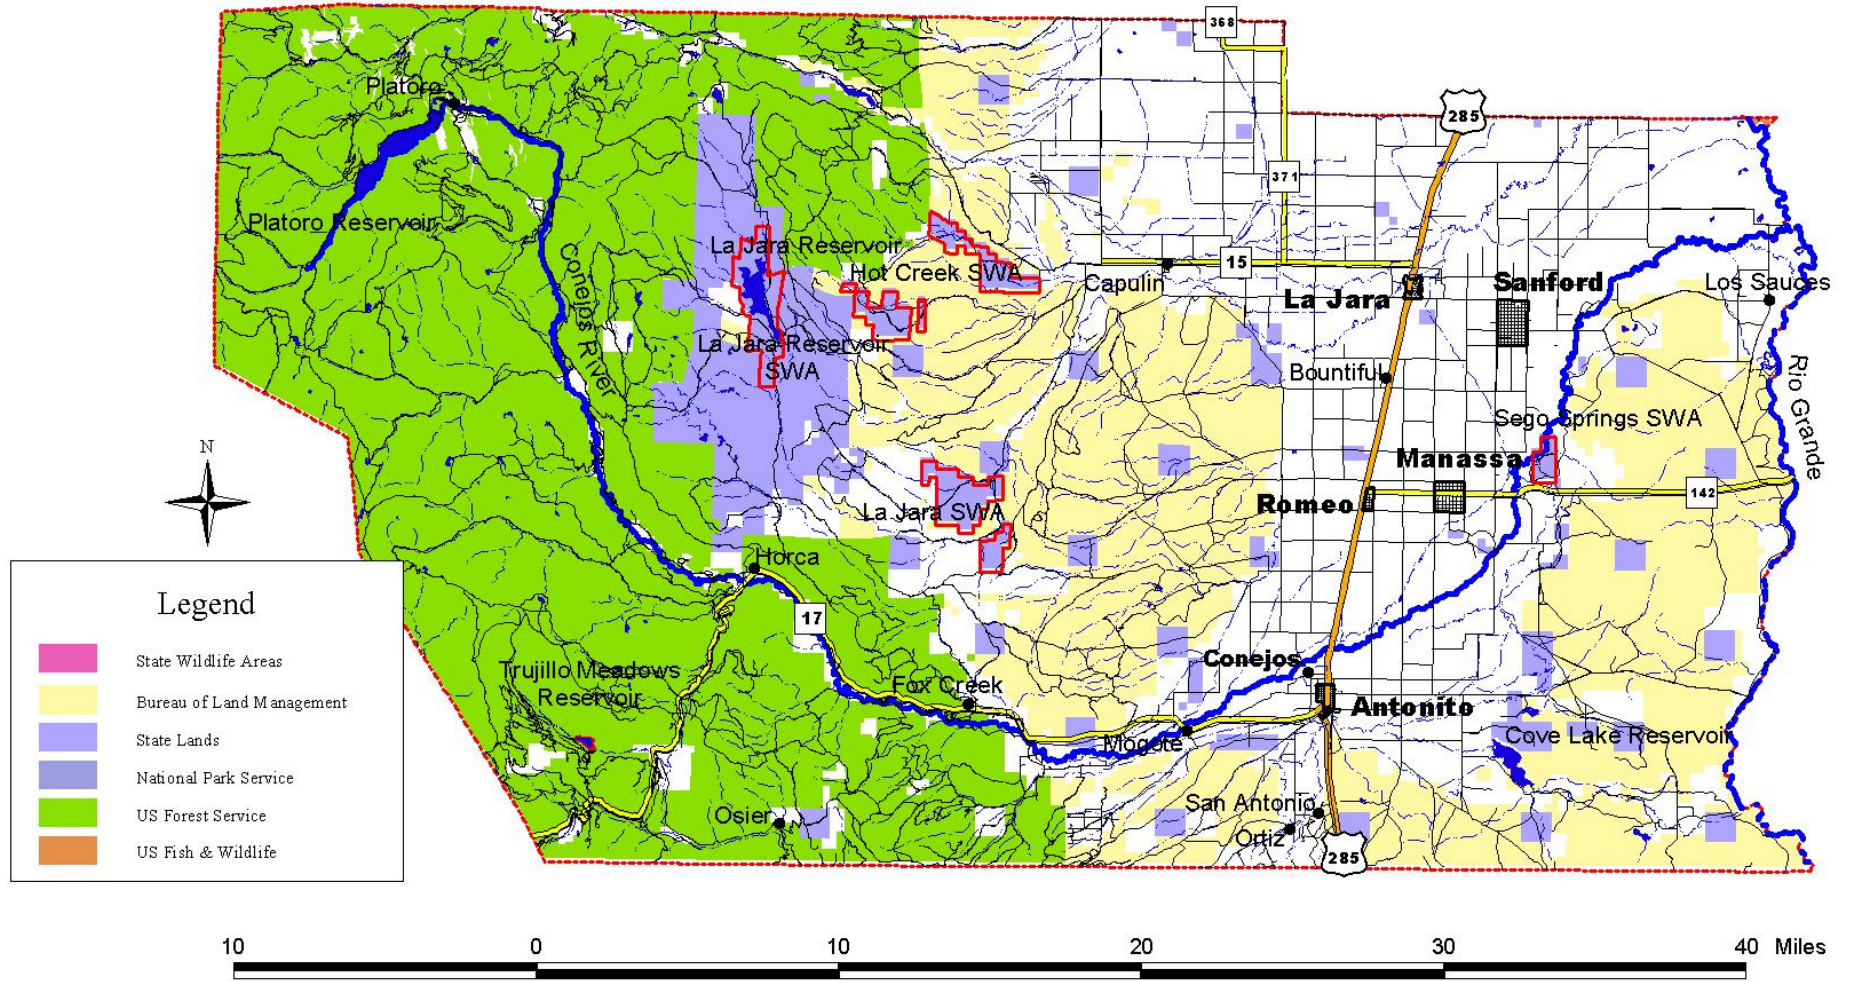 368
285
Platoro
371
Platoro Reservoir
La Jara Reservoir
15
Hot Creek SWA
Capulin
Sanford
Los Sauces
La Jara
Conejos River
La Jara Reservoir
SWA
Bountiful
Rio Grande
Sego Springs SWA
N
Manassa
142
Romeo
La Jara SWA
Horca
17
Legend
State Wildlife Areas
Bureau of Land Management
State Lands
National Park Service
US Forest Service
US Fish & Wildlife
Trujillo Meadows
Reservoir
Conejos
Fox Creek
Antonito
Mogote
Cove Lake Reservoir
San Antonio
Osier
Ortiz
285
10 0 10 20 30 40 Miles